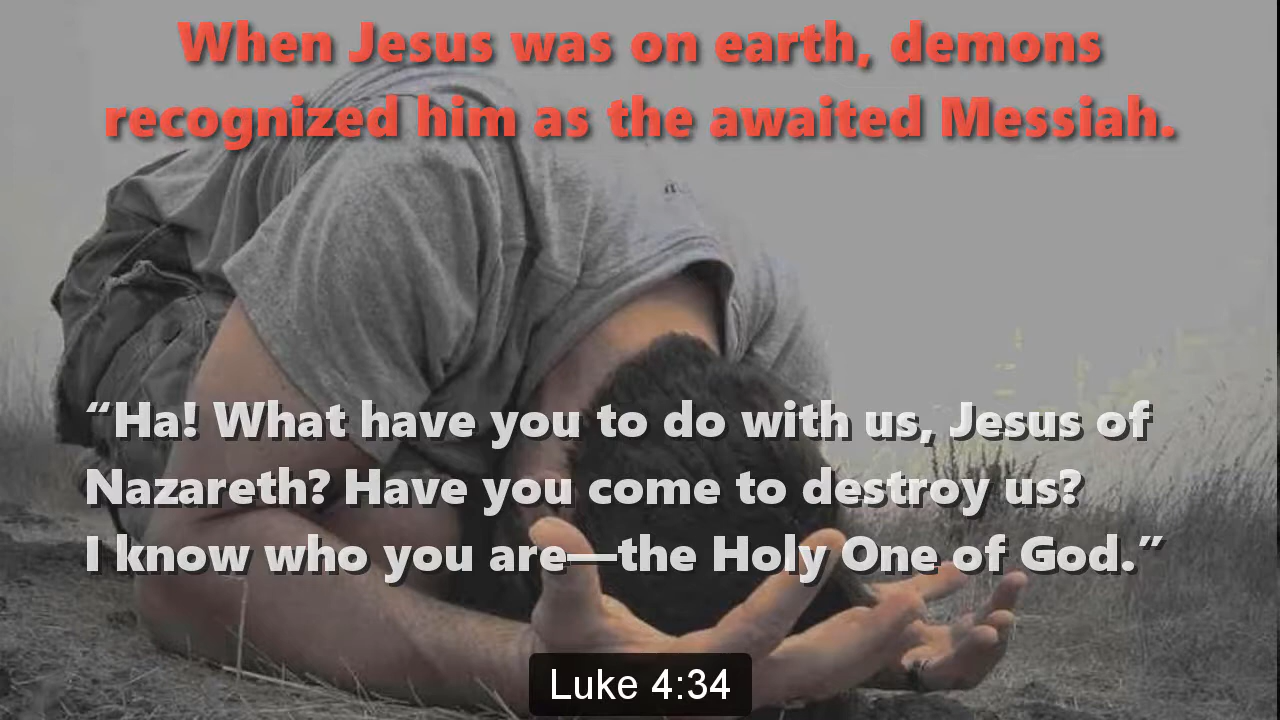 When Jesus was on earth, demons
recognized him as the awaited Messiah.
“Ha! What have you to do with us, Jesus of
Nazareth? Have you come to destroy us?
I know who you are—the Holy One of God.”
Luke 4:34